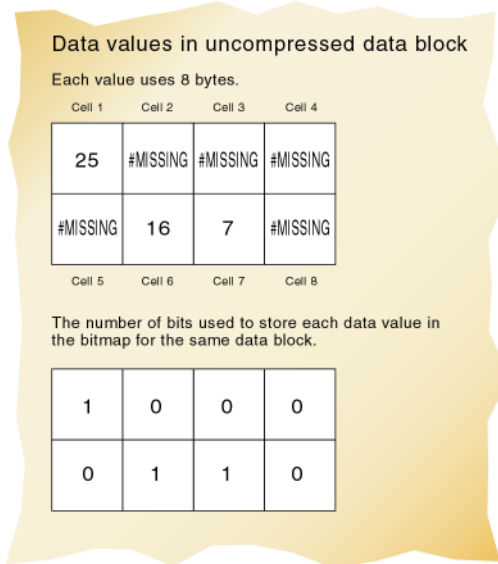 Data values in uncompressed data block
Each value uses 8 bytes.
Cell 1 Cell 2 Cell 3 Cell 4
25 #MISSING #MISSING #MISSING
#MISSING 16 7 #MISSING
Cell 5 Cell 6 Cell 7 Cell 8
The number of bits used to store each data value in
the bitmap for the same data block.
1 0 0 0
0 1 1 0